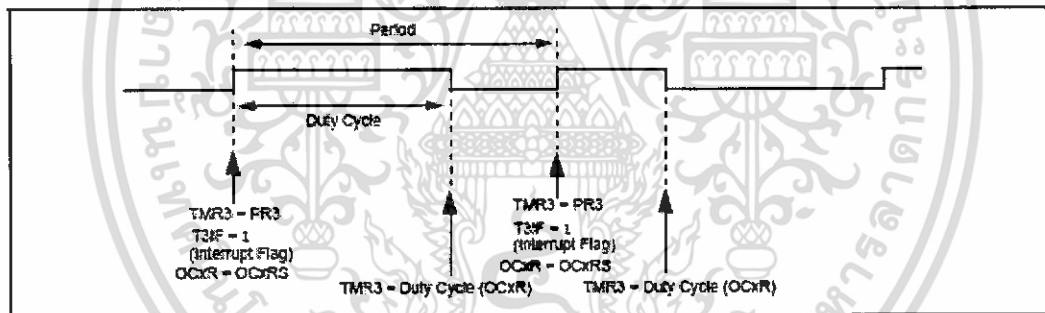 Period
Duty Cycle
TMR3 = PR3
T3IF = 1
(Interrupt Flag)
OCxR = OCxRS
TMR3 = Duty Cycle (OCxR)
TMR3 = PR3
T3IF = 1
(Interrupt Flag)
OCxR = OCxRS
TMR3 = Duty Cycle (OCxR)